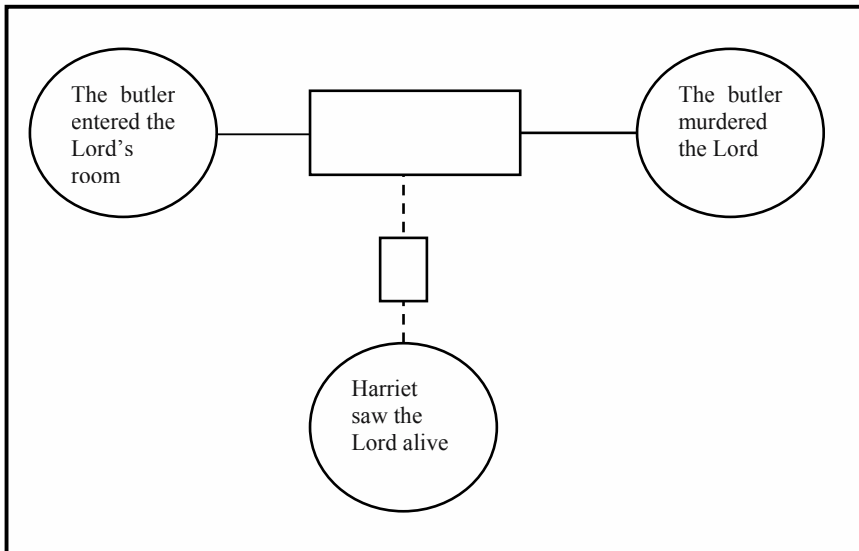 The butler
entered the
Lord's
room
The butler
murdered
the Lord
Harriet
saw the
Lord alive